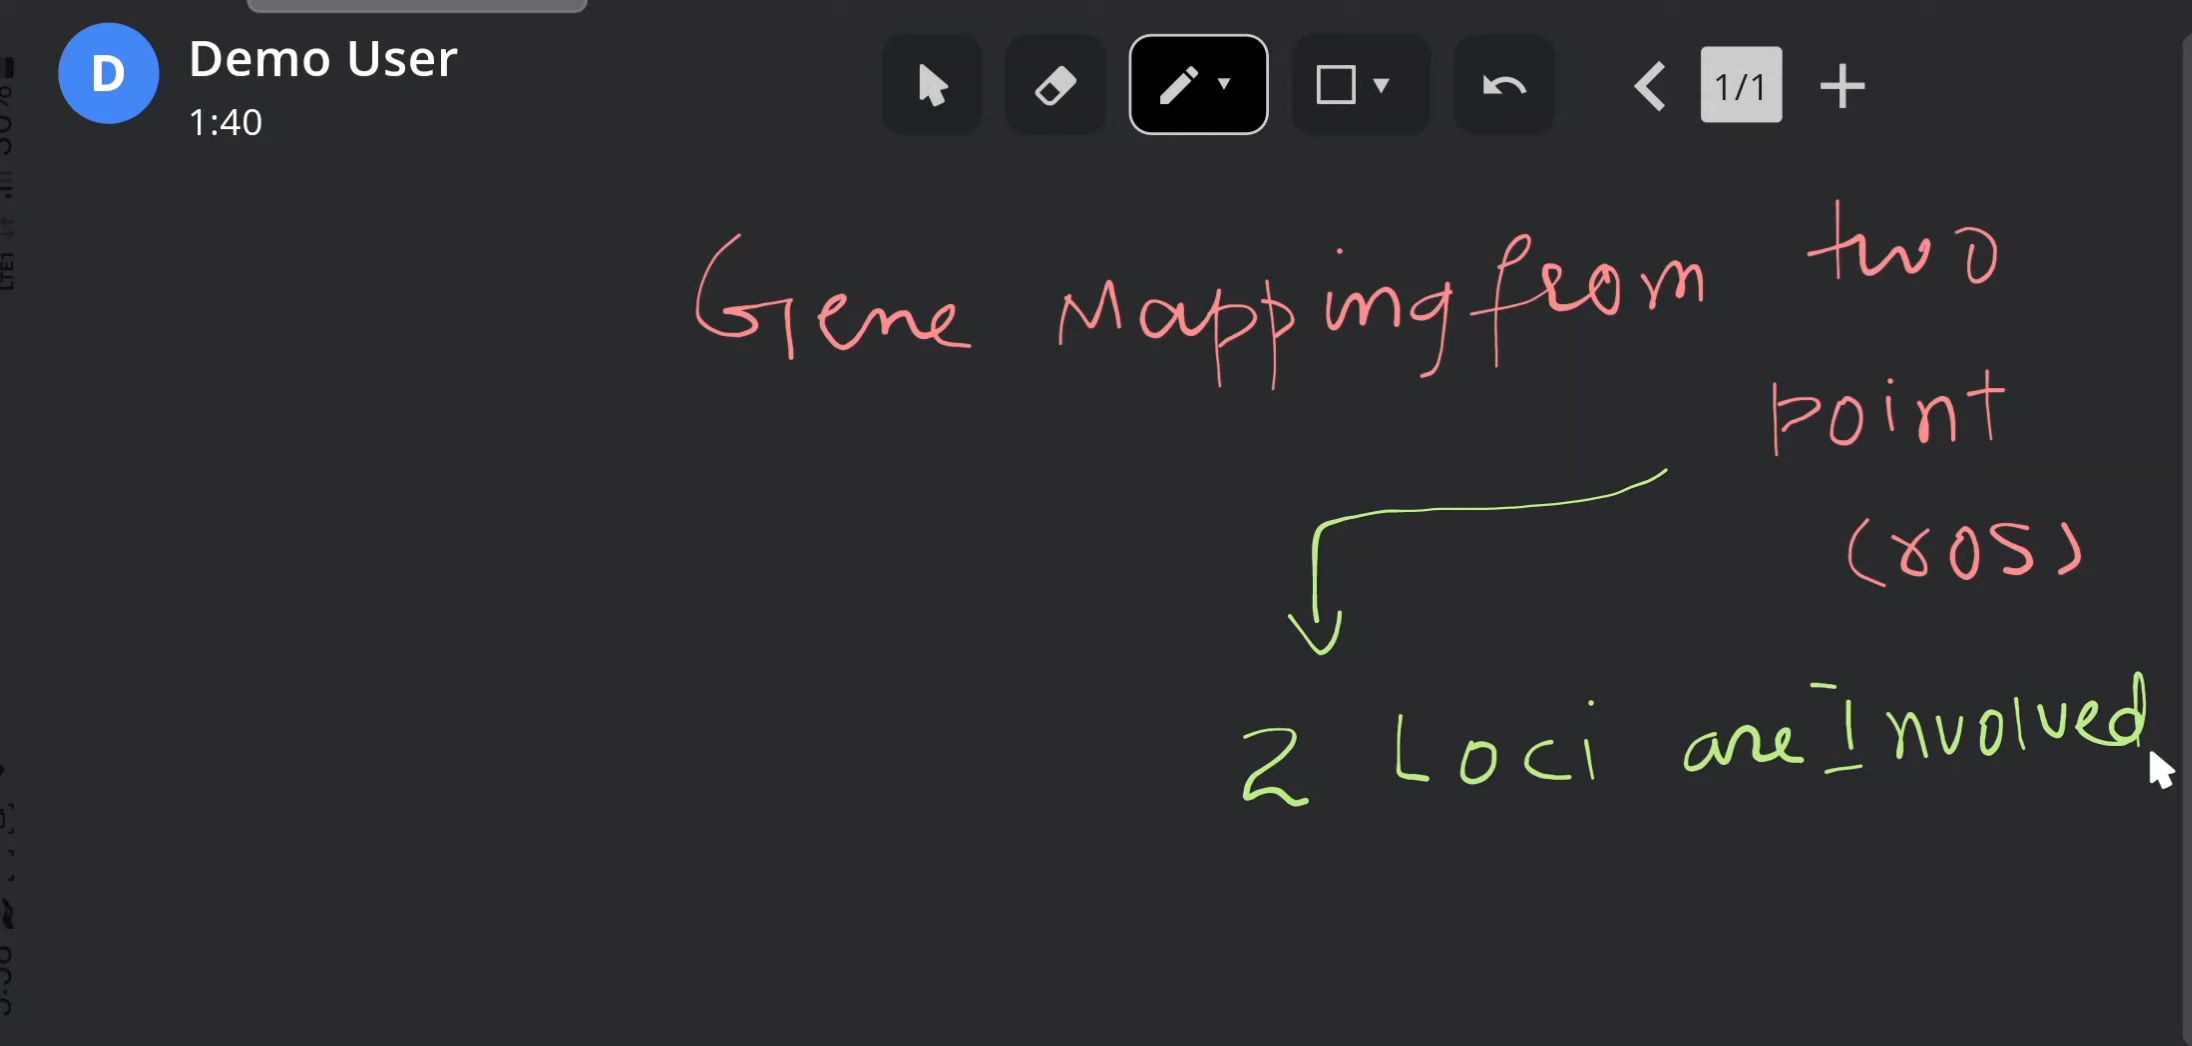 D
Demo User
1:40
1/1
Gene Mapping from two
point
Cross
2 Loci are Involved